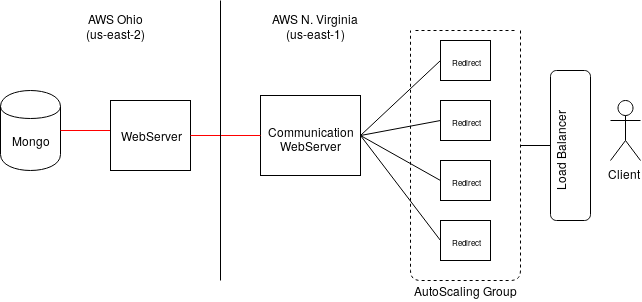 AWS Ohio
(us-east-2)
AWS N. Virginia
(us-east-1)
Mongo
WebServer
Communication
WebServer
Redirect
Redirect
Redirect
Redirect
AutoScaling Group
Load Balancer
Client